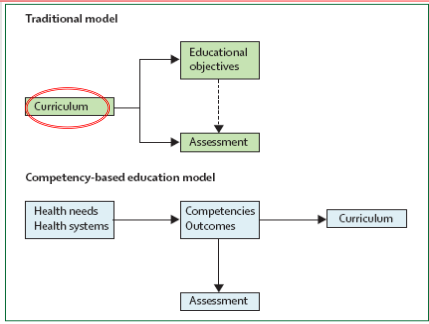 Traditional model
Educational
objectives
Curriculum
Assessment
Competency-based education model
Health needs
Health systems
Competencies
Outcomes
Curriculum
Assessment